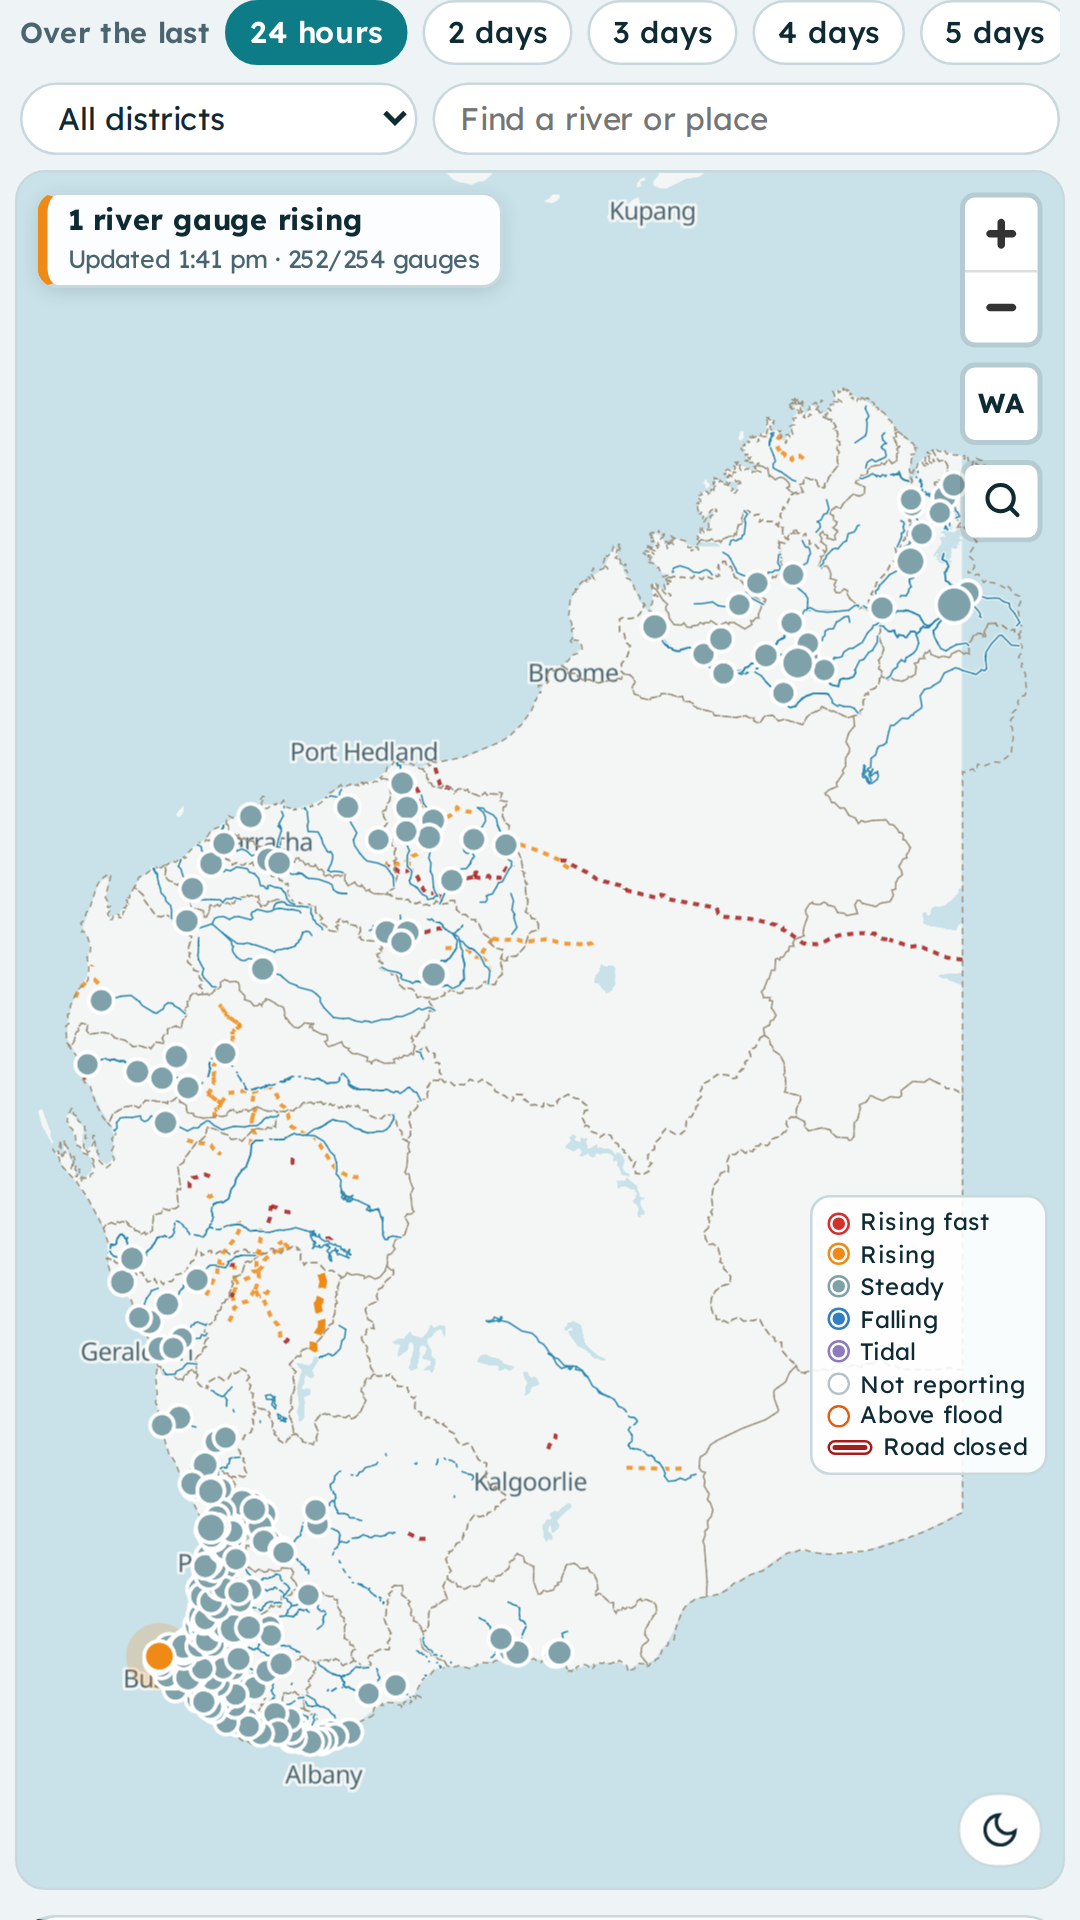 Over the last 24 hours 2 days 3 days 4 days 5 days
All districts Find a river or place
1 river gauge rising
Updated 1:41 pm · 252/254 gauges
Kupang
+
−
WA
Broome
Port Hedland
Rising fast
Rising
Steady
Falling
Tidal
Not reporting
Above flood
Road closed
Kalgoorlie
Albany